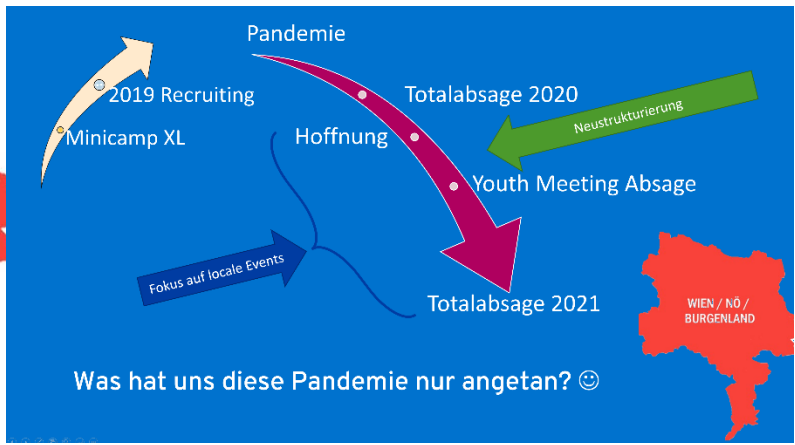 Pandemie
2019 Recruiting
Totalabsage 2020
Neustrukturierung
Minicamp XL
Hoffnung
Youth Meeting Absage
Fokus auf locale Events
Totalabsage 2021
WIEN / NÖ /
BURGENLAND
Was hat uns diese Pandemie nur angetan? ☺